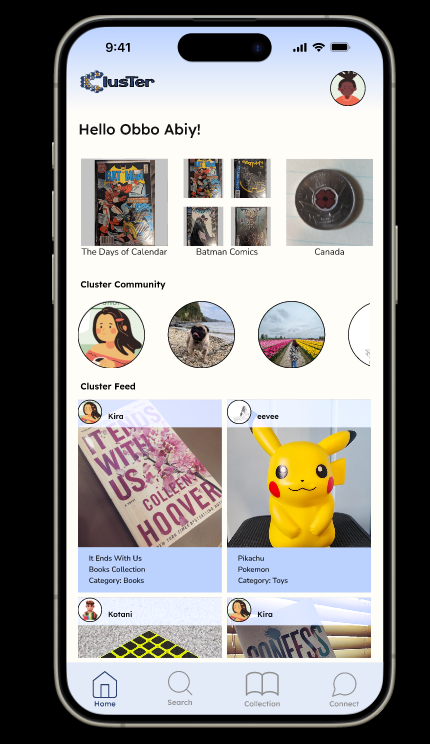 9:41
ClusTer
Hello Obbo Abiy!
The Days of Calendar
Batman Comics
Canada
Cluster Community
Cluster Feed
Kira
IT ENDS
WITH
US
COLLEEN
HOOVER
It Ends With Us
Books Collection
Category: Books
eevee
Pikachu
Pokemon
Category: Toys
Kotani
Kira
CONFESS
Home
Search
Collection
Connect